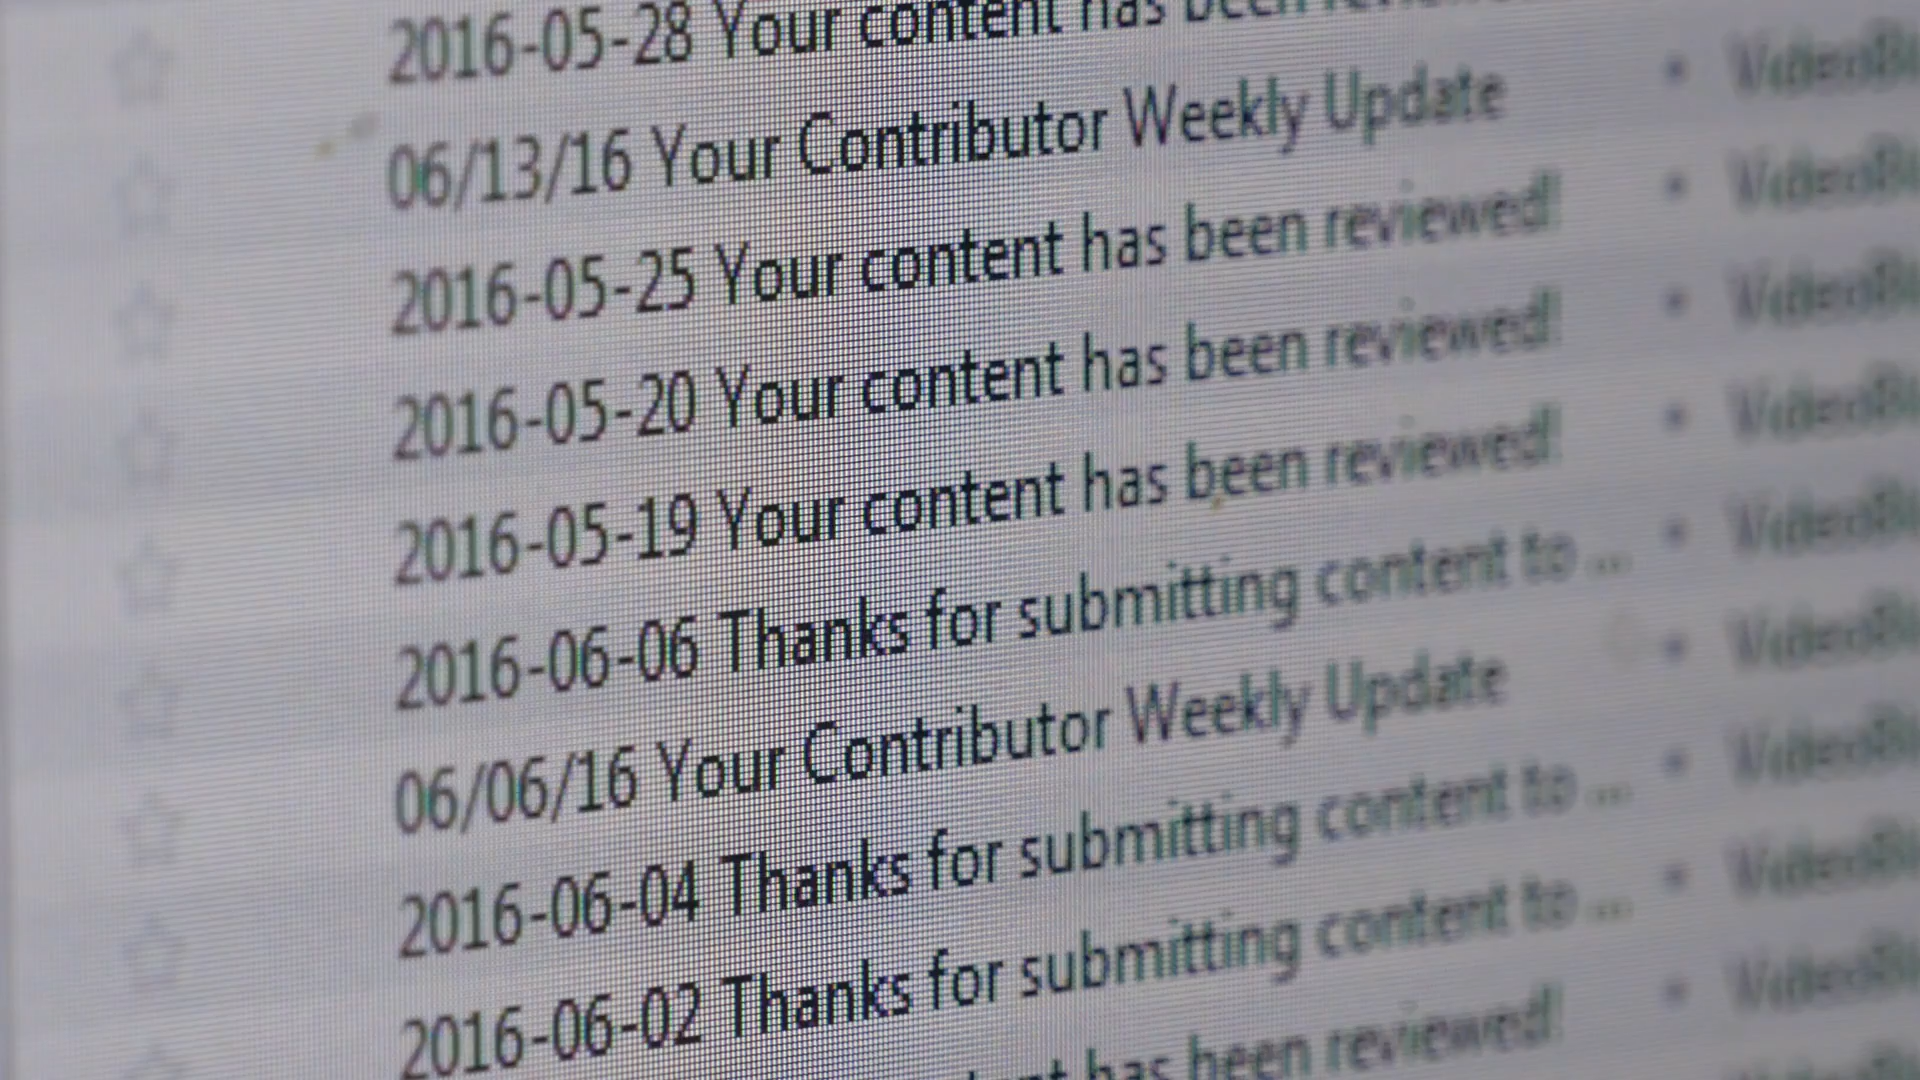 2016-05-28 Your content has been
06/13/16 Your Contributor Weekly Update
2016-05-25 Your content has been reviewed!
2016-05-20 Your content has been reviewed!
2016-05-19 Your content has been reviewed!
2016-06-06 Thanks for submitting content to ...
06/06/16 Your Contributor Weekly Update
2016-06-04 Thanks for submitting content to ...
2016-06-02 Thanks for submitting content to ...
has been reviewed!